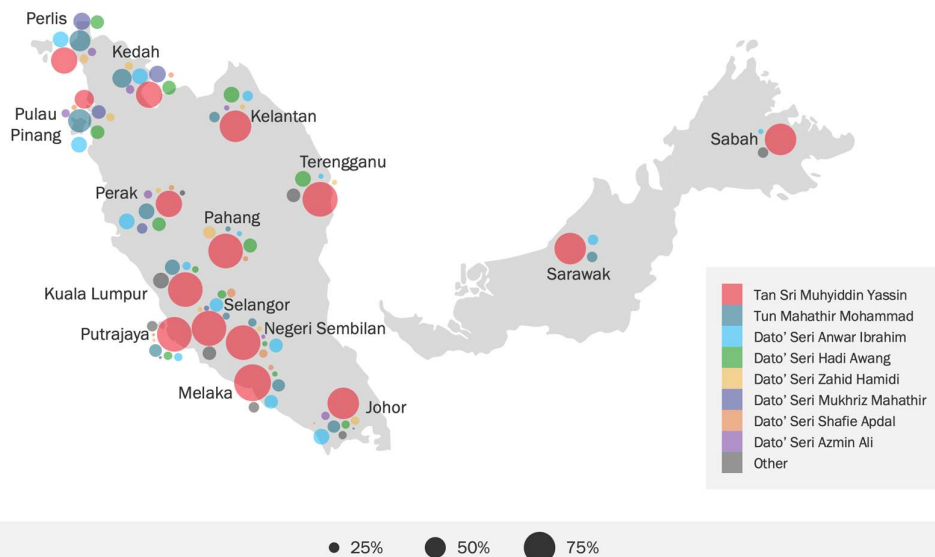 Perlis
Kedah
Pulau
Pinang
Kelantan
Terengganu
Perak
Pahang
Kuala Lumpur
Selangor
Putrajaya
Negeri Sembilan
Melaka
Johor
Sabah
Sarawak
Tan Sri Muhyiddin Yassin
Tun Mahathir Mohammad
Dato' Seri Anwar Ibrahim
Dato' Seri Hadi Awang
Dato' Seri Zahid Hamidi
Dato' Seri Mukhriz Mahathir
Dato' Seri Shafie Apdal
Dato' Seri Azmin Ali
Other
25% 50% 75%